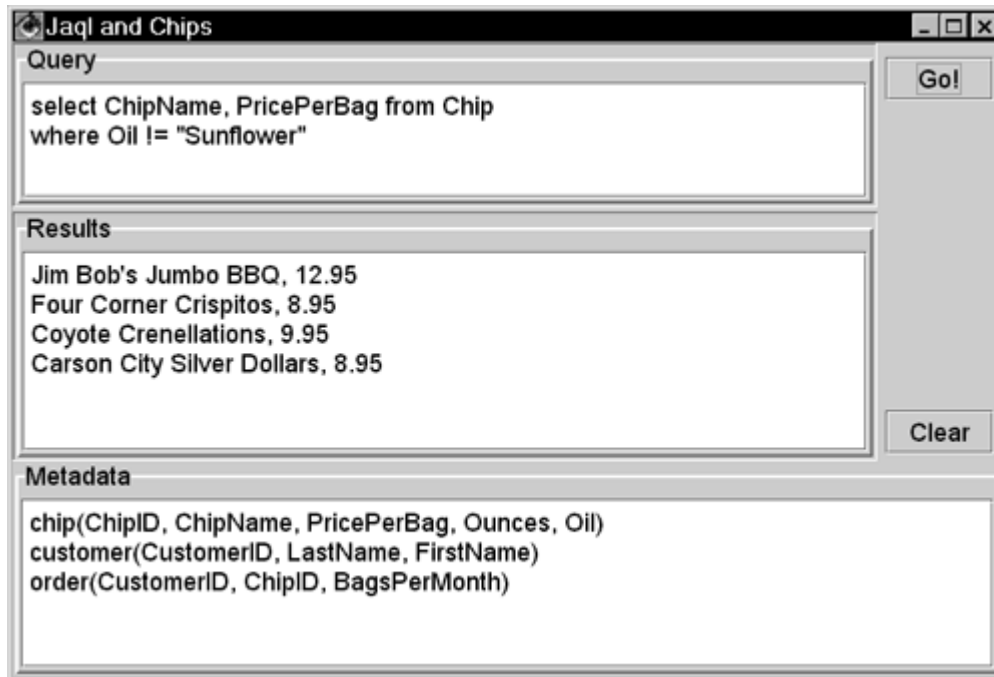 Jaql and Chips
Query
Go!
select ChipName, PricePerBag from Chip
where Oil != "Sunflower"
Results
Jim Bob's Jumbo BBQ, 12.95
Four Corner Crispitos, 8.95
Coyote Crenellations, 9.95
Carson City Silver Dollars, 8.95
Clear
Metadata
chip(ChipID, ChipName, PricePerBag, Ounces, Oil)
customer(CustomerID, LastName, FirstName)
order(CustomerID, ChipID, BagsPerMonth)